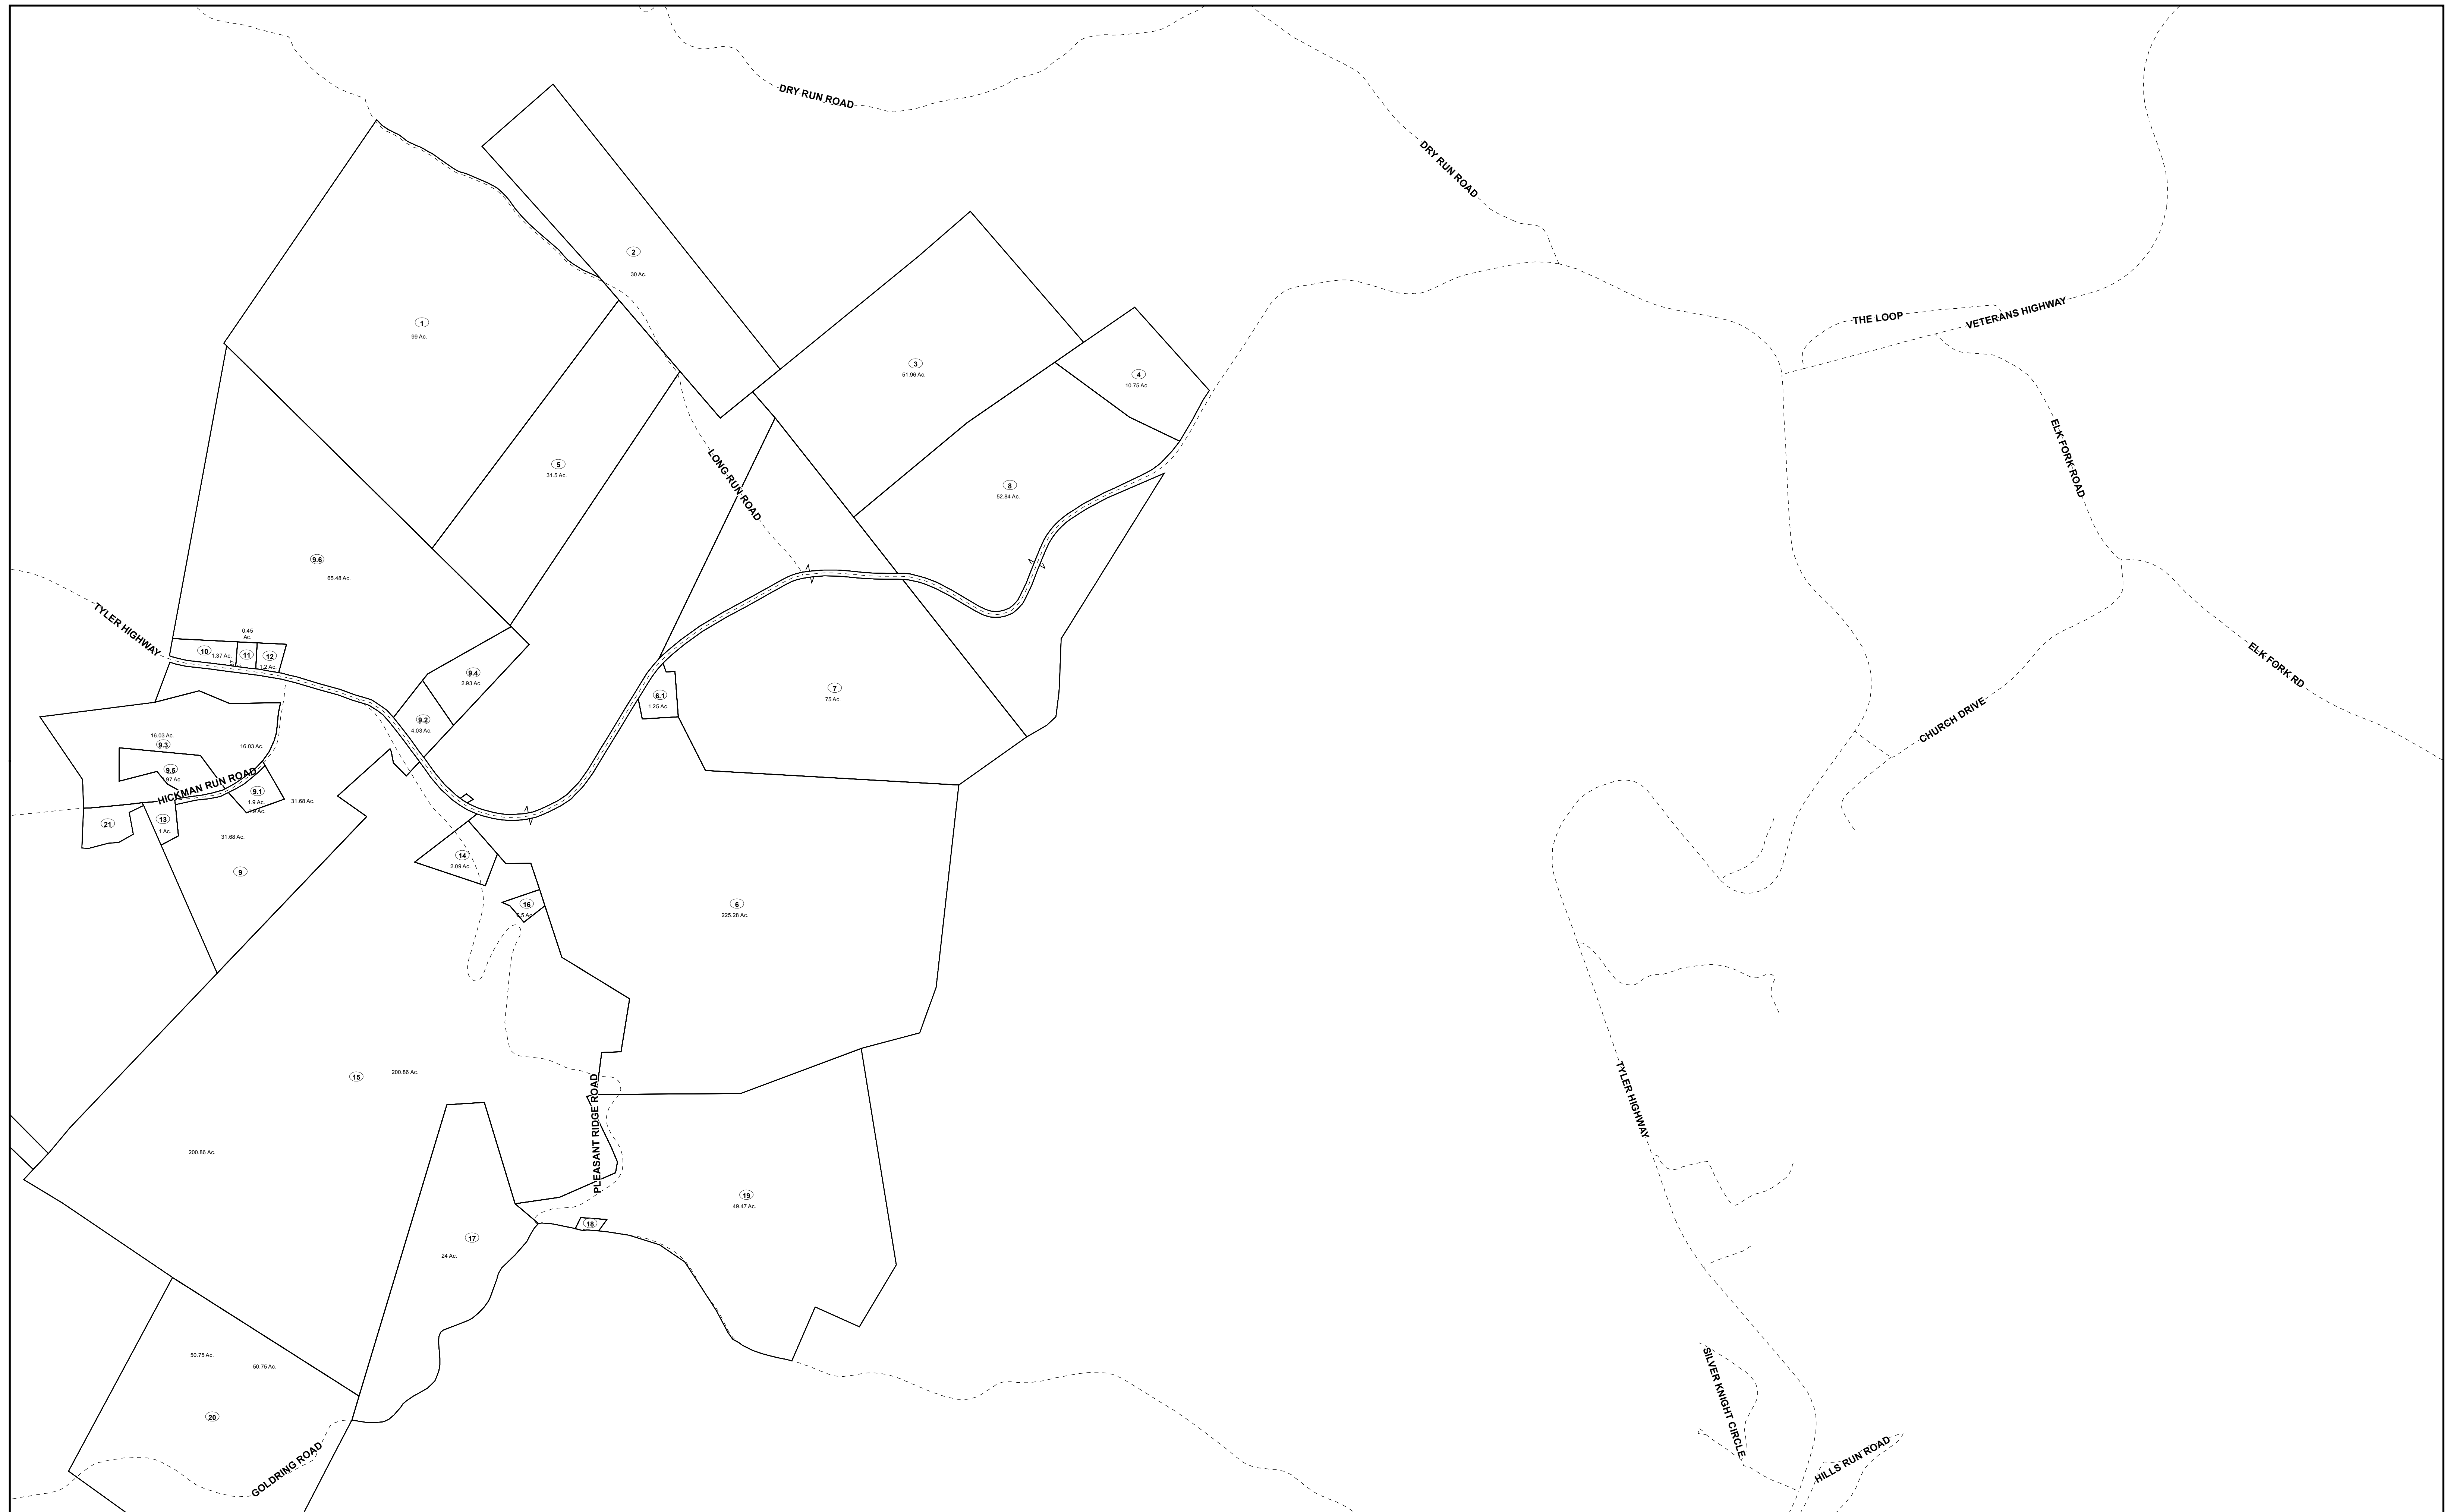 DRY RUN ROAD
DRY RUN ROAD
2
30 Ac.
1
99 Ac.
THE LOOP
VETERANS HIGHWAY
3
51.96 Ac.
4
10.75 Ac.
5
31.5 Ac.
LONG RUN ROAD
8
52.84 Ac.
ELK FORK ROAD
9.6
65.48 Ac.
TYLER HIGHWAY
0.45
Ac.
10
1.37 Ac.
11
12
1.2 Ac.
9.4
2.93 Ac.
6.1
1.25 Ac.
7
75 Ac.
ELK FORK RD
CHURCH DRIVE
9.2
4.03 Ac.
16.03 Ac.
9.3
16.03 Ac.
9.5
HICKMAN RUN ROAD
9.1
1.9 Ac.
31.68 Ac.
21
13
1 Ac.
31.68 Ac.
9
14
2.09 Ac.
16
6
225.28 Ac.
15
200.86 Ac.
PLEASANT RIDGE ROAD
TYLER HIGHWAY
200.86 Ac.
19
49.47 Ac.
18
17
24 Ac.
50.75 Ac.
50.75 Ac.
20
GOLDRING ROAD
SILVER KNIGHT CIRCLE
HILLS RUN ROAD